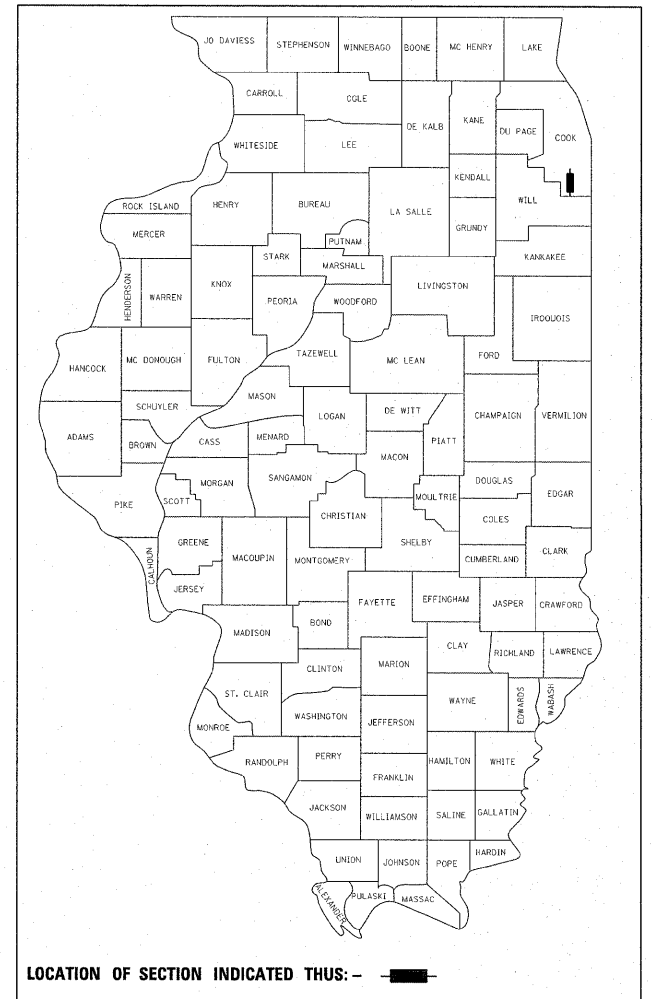 JO DAVIESS STEPHENSON WINNEBAGO BOONE MC HENRY LAKE
CARROLL OGLE
DE KALB KANE DU PAGE COOK
WHITESIDE LEE
KENDALL WILL
ROCK ISLAND HENRY BUREAU LA SALLE
MERCER PUTNAM GRUNDY
STARK MARSHALL KANKAKEE
HENDERSON WARREN KNOX PEORIA WOODFORD LIVINGSTON
IROQUOIS
HANCOCK MC DONOUGH FULTON TAZEWELL MC LEAN FORD
MASON
SCHUYLER LOGAN DE WITT CHAMPAIGN VERMILION
ADAMS BROWN CASS MENARD PIATT
MACON
MORGAN SANGAMON DOUGLAS
PIKE SCOTT MOULTRIE EDGAR
CHRISTIAN COLES
GREENE MACOUPIN MONTGOMERY SHELBY CUMBERLAND CLARK
CALHOUN JERSEY
FAYETTE EFFINGHAM JASPER CRAWFORD
MADISON BOND
CLAY RICHLAND LAWRENCE
CLINTON MARION
ST. CLAIR WAYNE EDWARDS WABASH
WASHINGTON JEFFERSON
MONROE
RANDOLPH PERRY HAMILTON WHITE
FRANKLIN
JACKSON WILLIAMSON SALINE GALLATIN
UNION JOHNSON POPE HARDIN
ALEXANDER PULASKI MASSAC
LOCATION OF SECTION INDICATED THUS: –